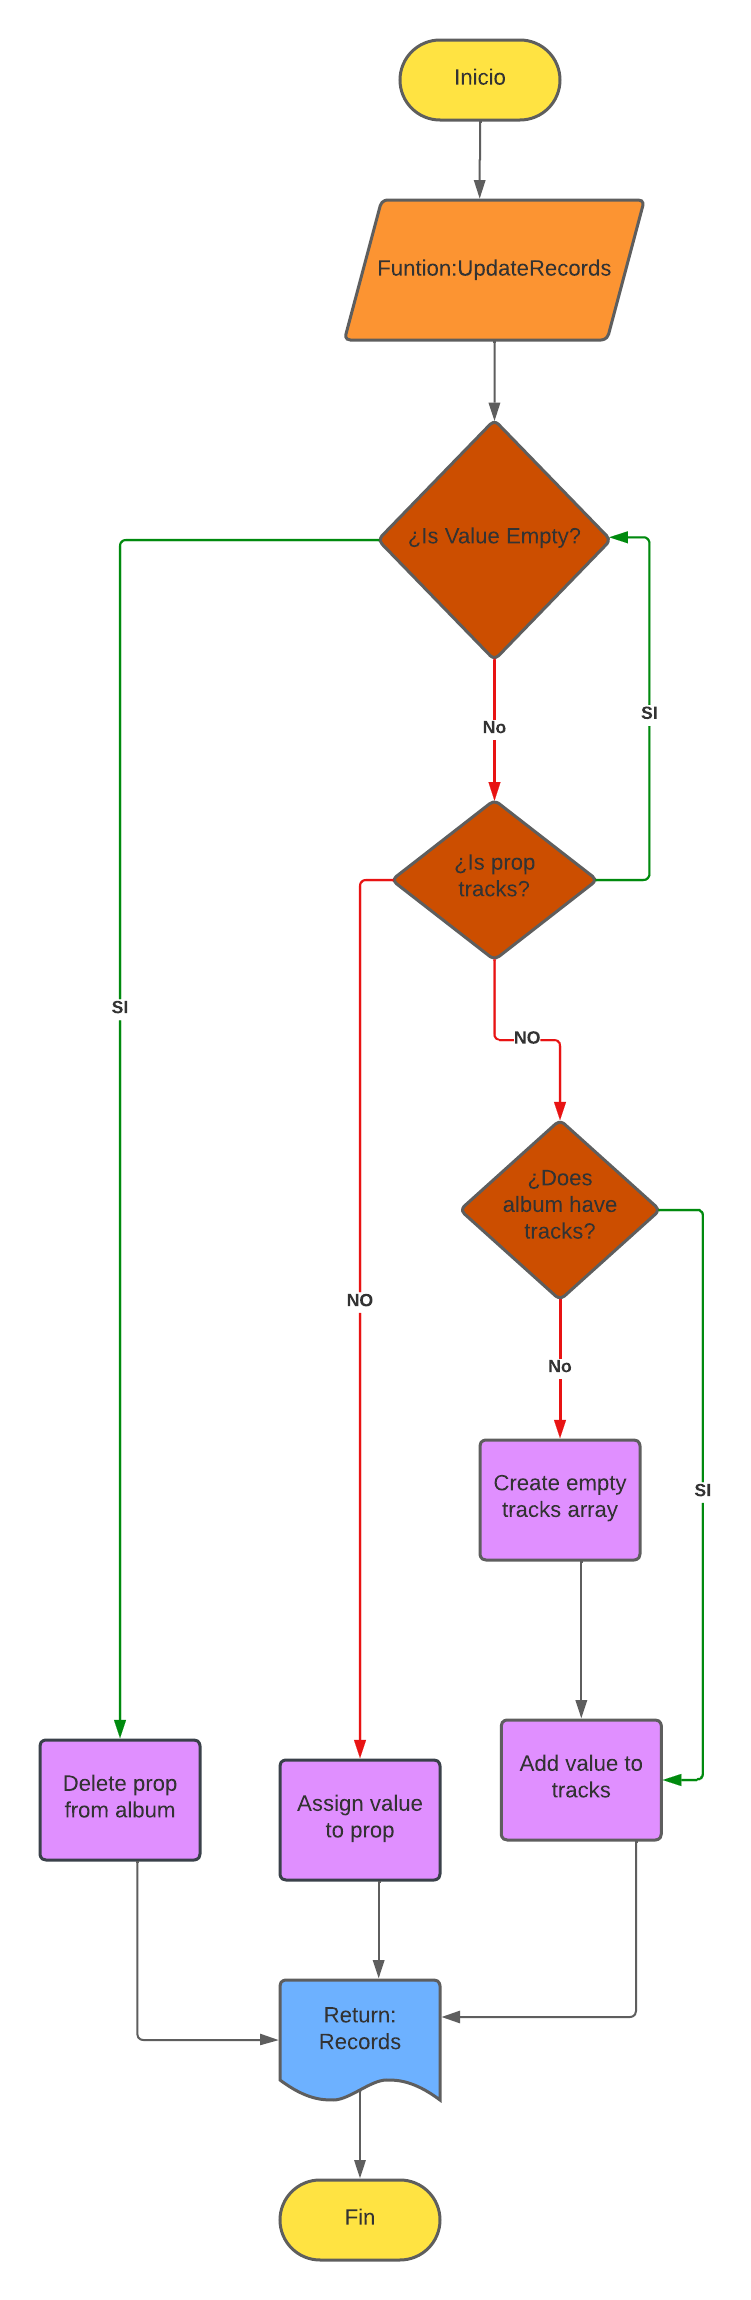 Inicio
Funtion:UpdateRecords
¿Is Value Empty?
No
SI
¿Is prop
tracks?
SI
NO
¿Does
album have
tracks?
NO
No
Create empty
tracks array
SI
Add value to
tracks
Delete prop
from album
Assign value
to prop
Return:
Records
Fin